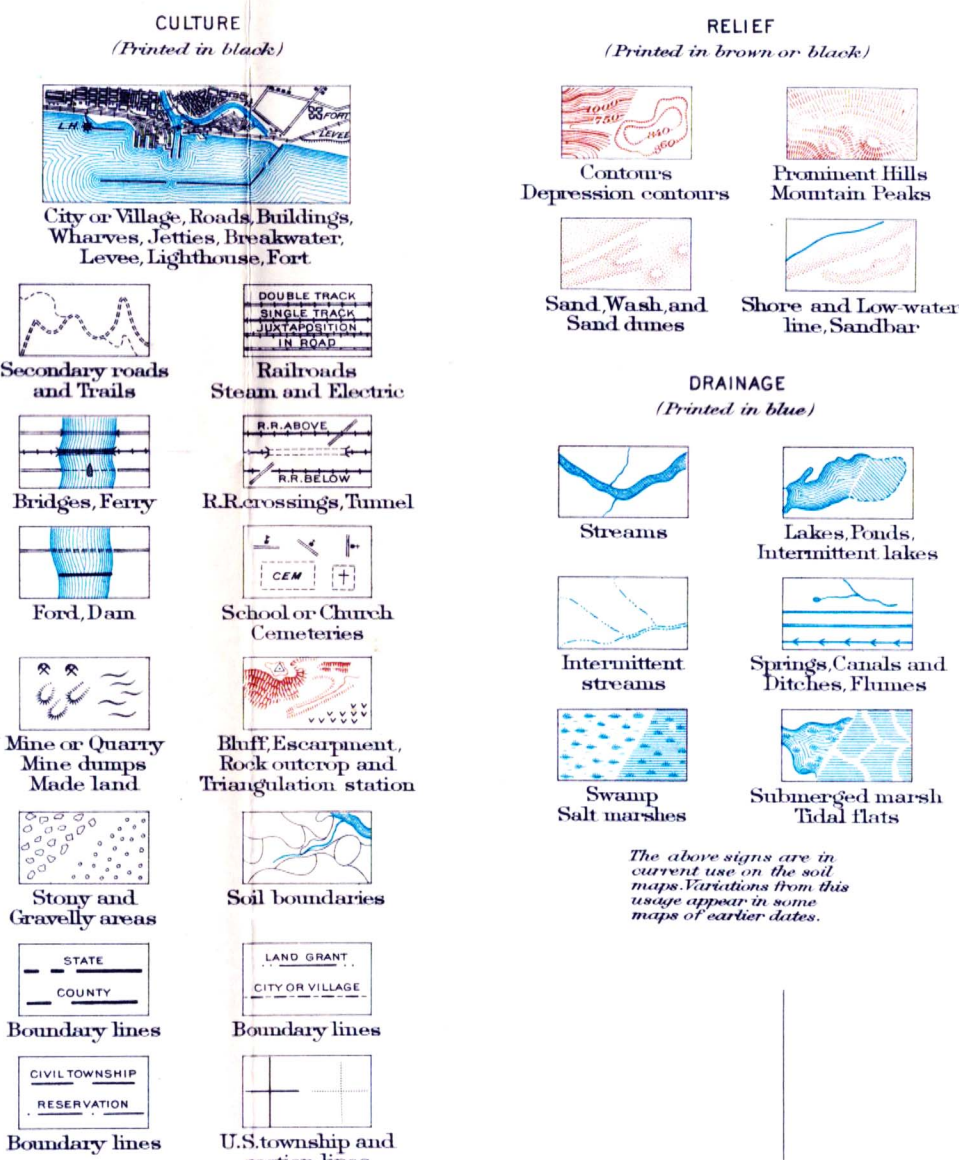 CULTURE
(Printed in black)
L.H.
FORT
LEVEE
City or Village, Roads, Buildings,
Wharves, Jetties, Breakwater,
Levee, Lighthouse, Fort
Secondary roads
and Trails
DOUBLE TRACK
SINGLE TRACK
JUXTAPOSITION
IN ROAD
Railroads
Steam and Electric
Bridges, Ferry
R.R. ABOVE
R.R. BELOW
R.R. crossings, Tunnel
Ford, Dam
CEM
School or Church
Cemeteries
Mine or Quarry
Mine dumps
Made land
Bluff, Escarpment,
Rock outcrop and
Triangulation station
Stony and
Gravelly areas
Soil boundaries
STATE
COUNTY
Boundary lines
LAND GRANT
CITY OR VILLAGE
Boundary lines
CIVIL TOWNSHIP
RESERVATION
Boundary lines
U.S. township and
section lines
RELIEF
(Printed in brown or black)
1000
750
840
860
Contours
Depression contours
Prominent Hills
Mountain Peaks
Sand, Wash, and
Sand dunes
Shore and Low-water
line, Sandbar
DRAINAGE
(Printed in blue)
Streams
Lakes, Ponds,
Intermittent lakes
Intermittent
streams
Springs, Canals and
Ditches, Flumes
Swamp
Salt marshes
Submerged marsh
Tidal flats
The above signs are in
current use on the soil
maps. Variations from this
usage appear in some
maps of earlier dates.